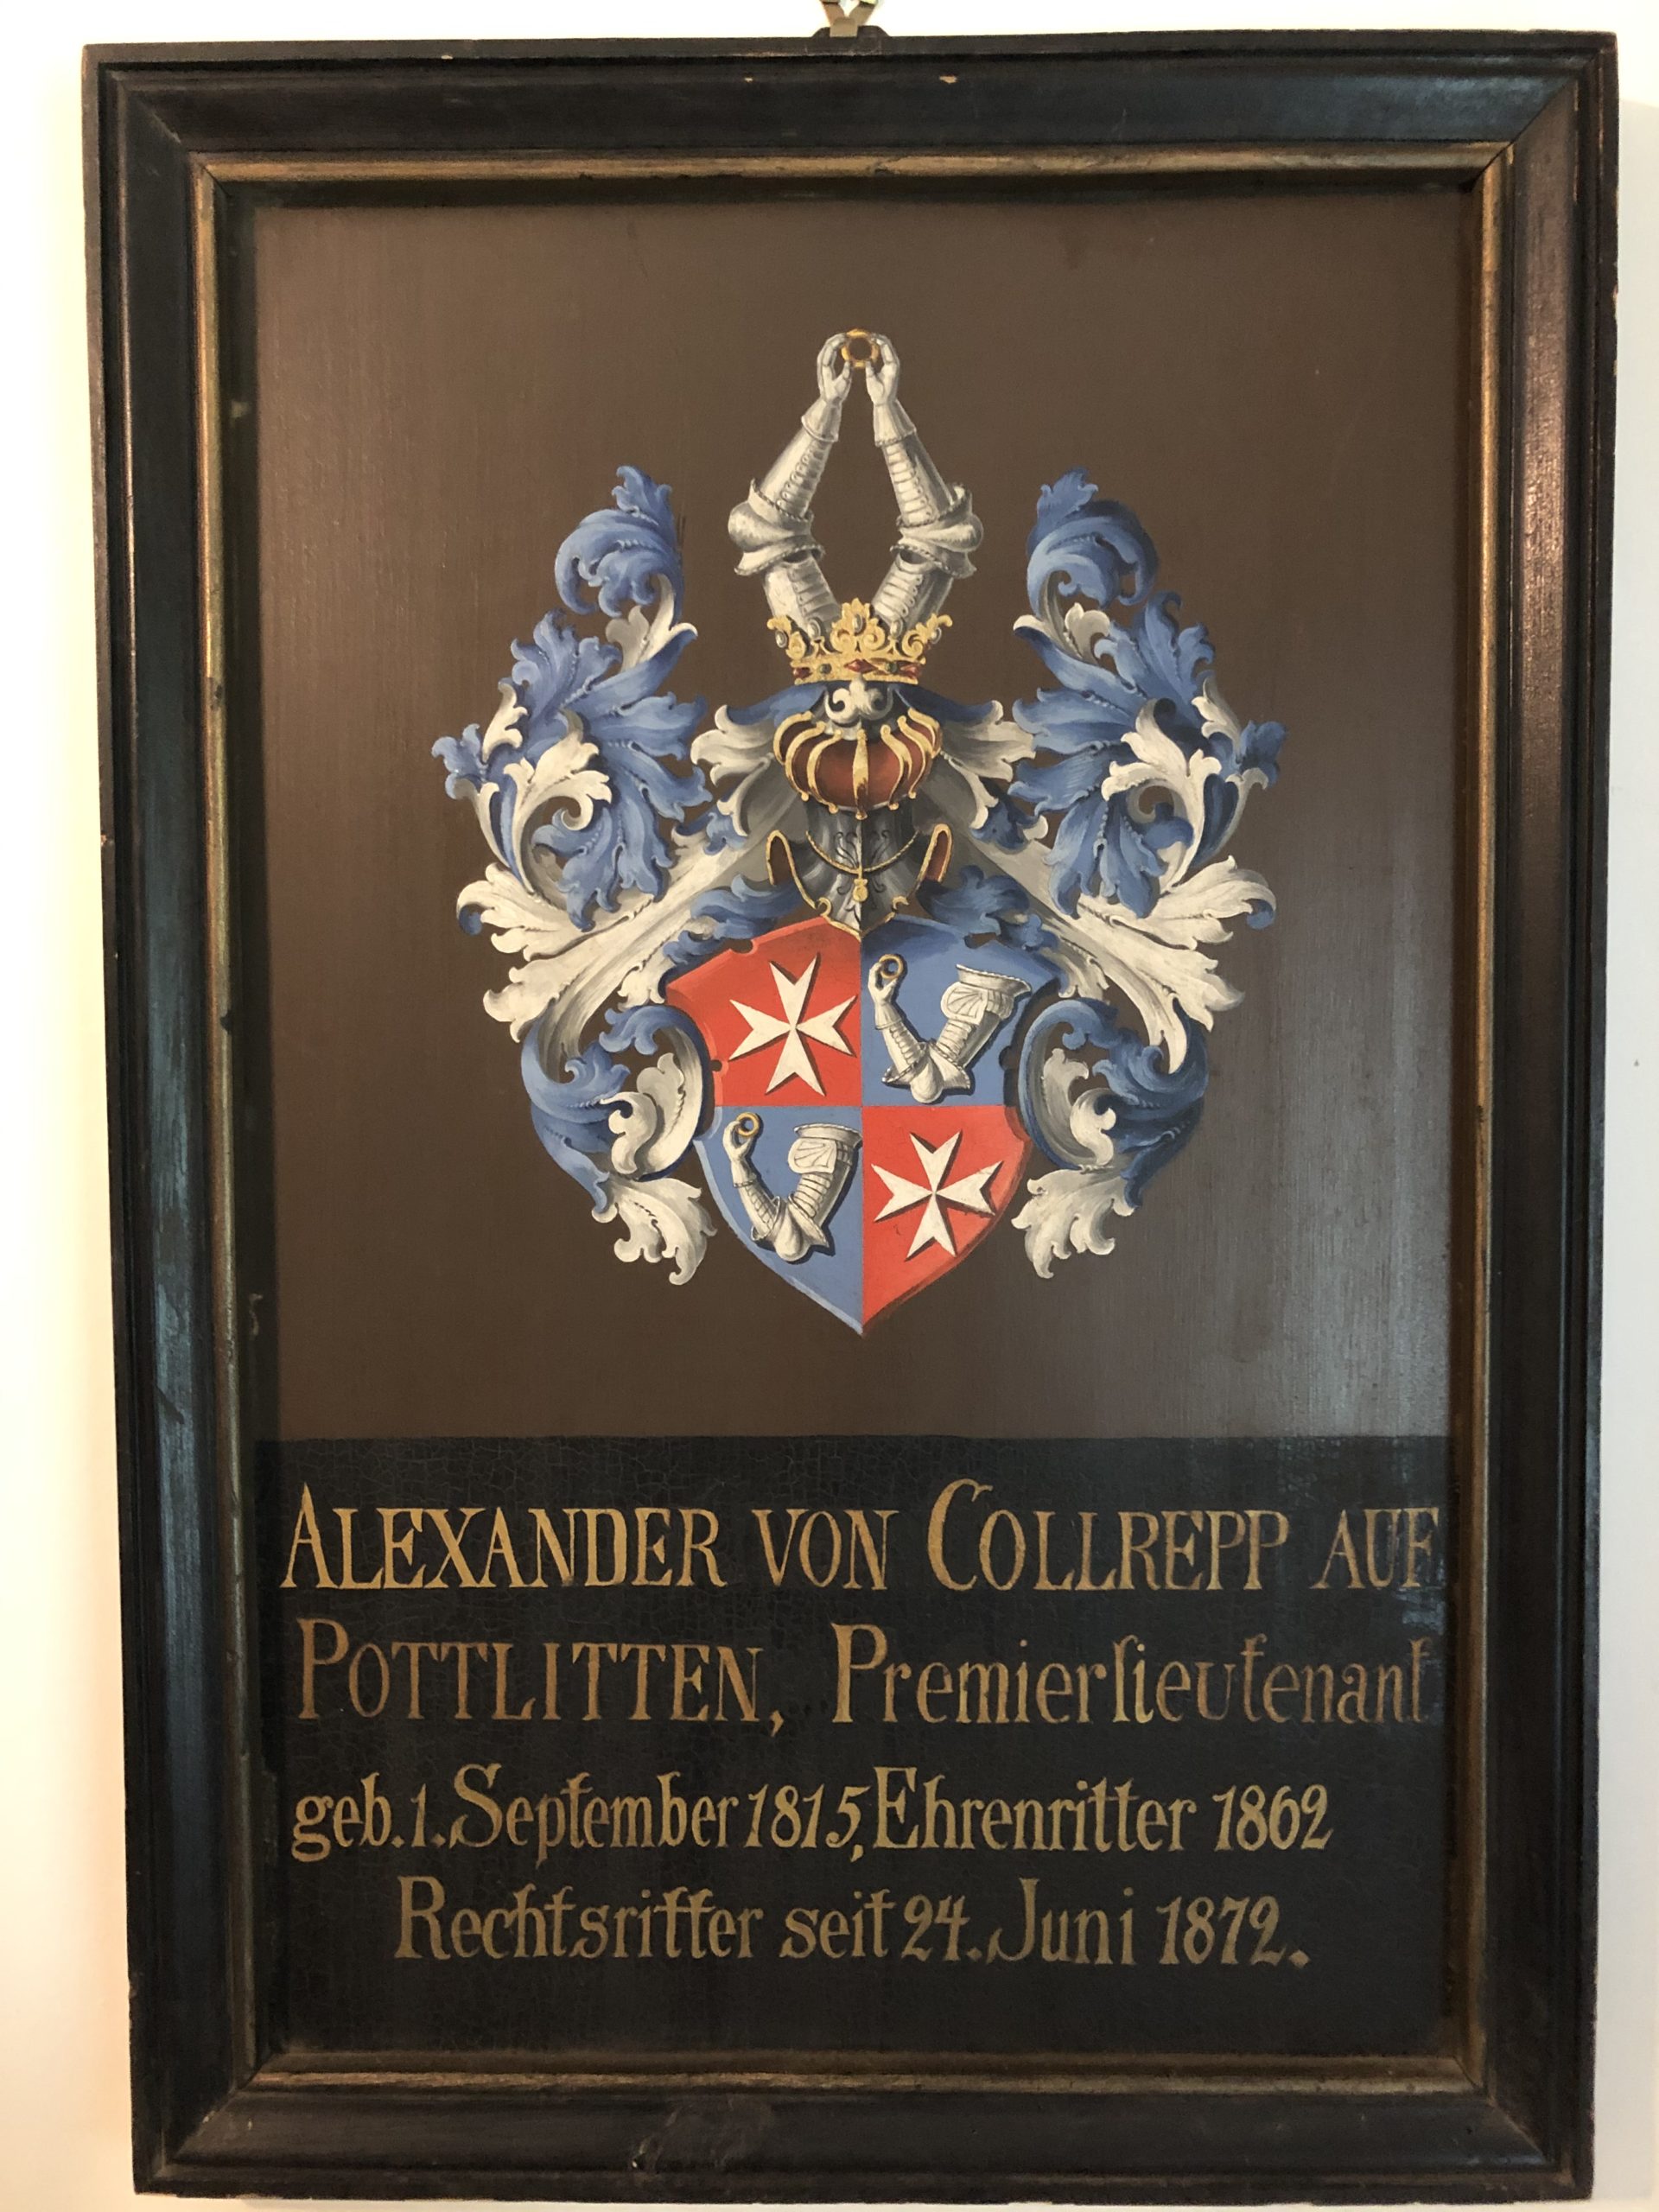 ALEXANDER VON COLLREPP AUF
POTTLITTEN, Premierlieutenant
geb. 1. September 1815, Ehrenritter 1862
Rechtsritter seit 24. Juni 1872.